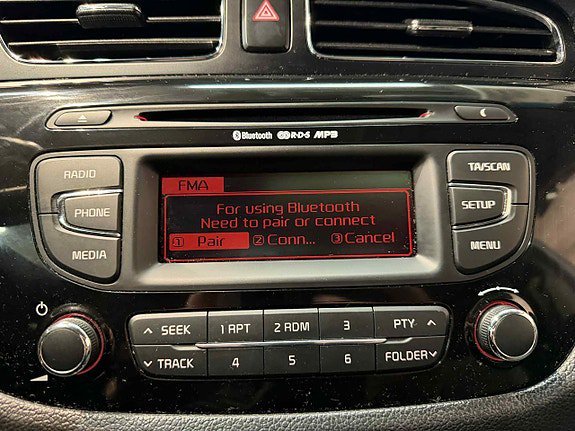 Bluetooth R·D·S MP3
RADIO
PHONE
MEDIA
FMA
For using Bluetooth
Need to pair or connect
1 Pair 2 Conn... 3 Cancel
TA/SCAN
SETUP
MENU
SEEK 1 RPT 2 RDM 3 PTY
TRACK 4 5 6 FOLDER